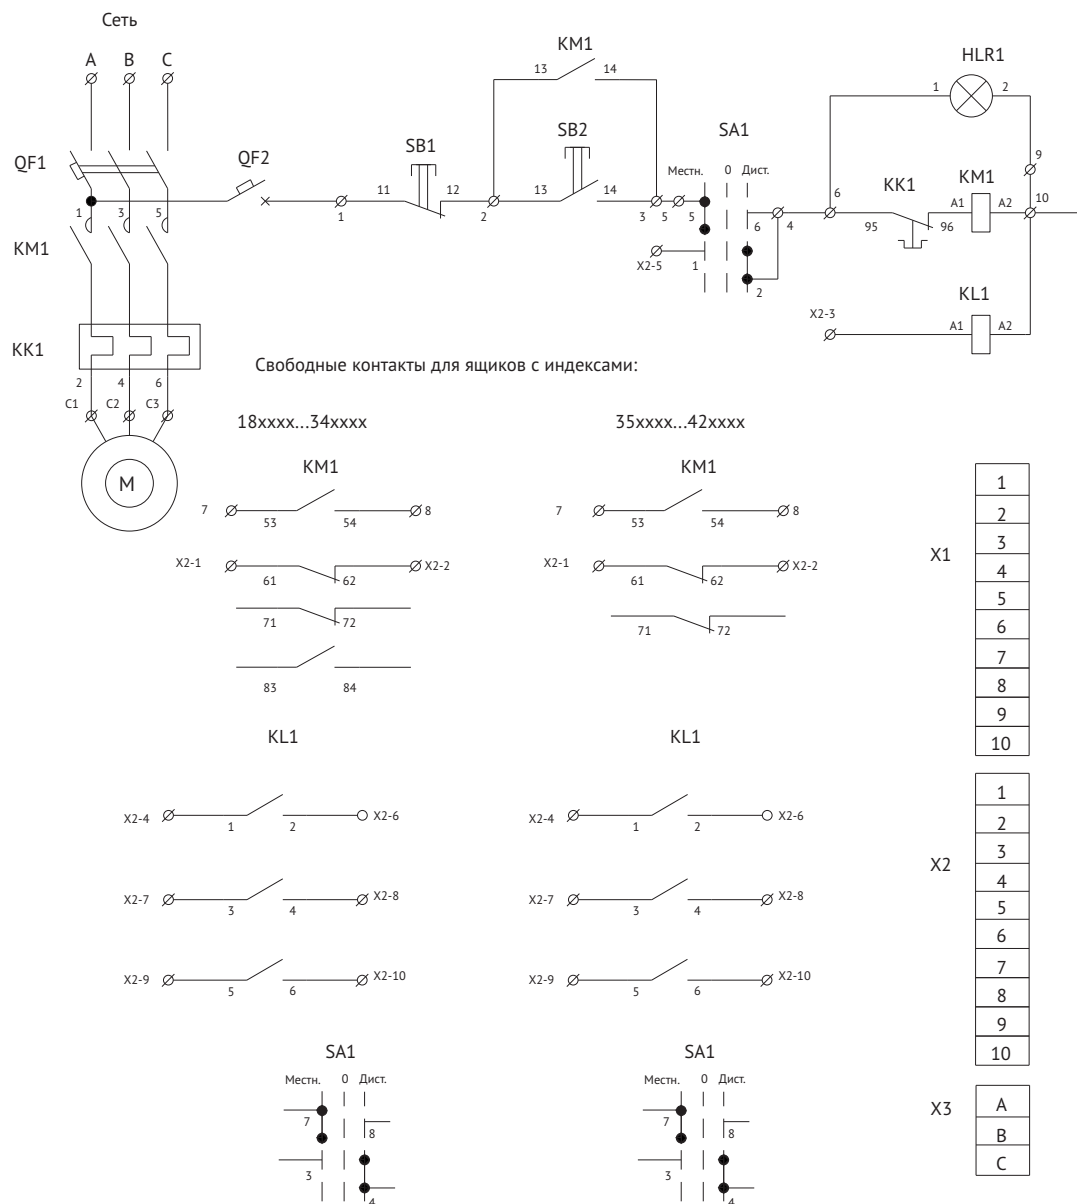 Сеть
A B C
QF1
QF2
1 3 5
KM1
KK1
2 4 6
C1 C2 C3
M
1
SB1
11 12
2
KM1
13 14
SB2
13 14
3 5 5
SA1
Местн. 0 Дист.
6 4
X2-5 1
2
HLR1
1 2
6
KK1
95 96
KM1
A1 A2
9
10
KL1
X2-3 A1 A2
Свободные контакты для ящиков с индексами:
18xxxx...34xxxx
KM1
7 53 54 8
X2-1 61 62 X2-2
71 72
83 84
KL1
X2-4 1 2 X2-6
X2-7 3 4 X2-8
X2-9 5 6 X2-10
SA1
Местн. 0 Дист.
7 8
3 4
35xxxx...42xxxx
KM1
7 53 54 8
X2-1 61 62 X2-2
71 72
KL1
X2-4 1 2 X2-6
X2-7 3 4 X2-8
X2-9 5 6 X2-10
SA1
Местн. 0 Дист.
7 8
3 4
X1
1
2
3
4
5
6
7
8
9
10
X2
1
2
3
4
5
6
7
8
9
10
X3
A
B
C